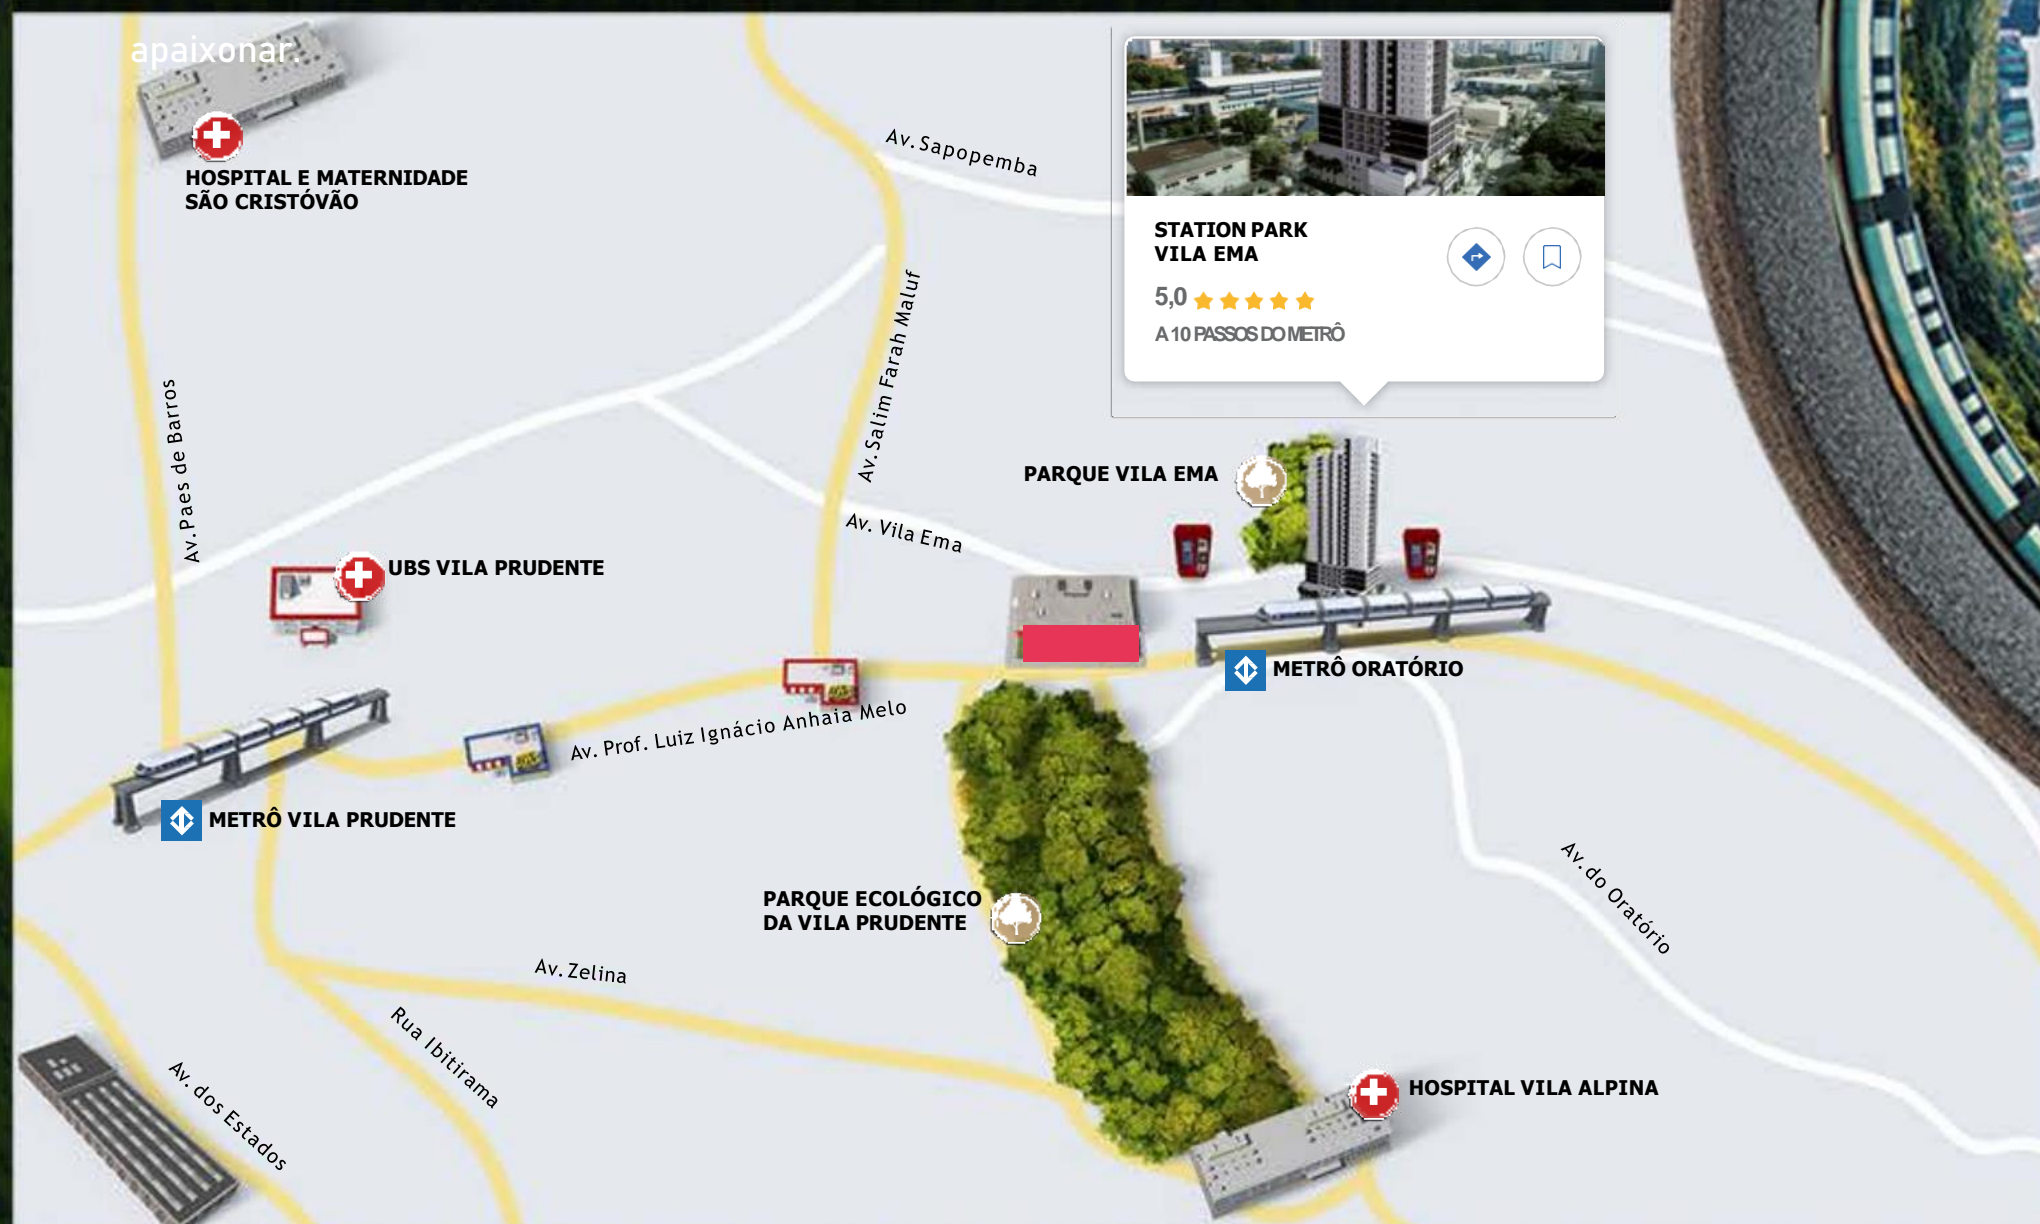 apaixonar.
HOSPITAL E MATERNIDADE
SÃO CRISTÓVÃO
Av. Sapopemba
STATION PARK
VILA EMA
5,0
A 10 PASSOS DO METRÔ
Av. Salim Farah Maluf
Av. Paes de Barros
PARQUE VILA EMA
Av. Vila Ema
UBS VILA PRUDENTE
METRÔ ORATÓRIO
Av. Prof. Luiz Ignácio Anhaia Melo
METRÔ VILA PRUDENTE
Av. do Oratório
PARQUE ECOLÓGICO
DA VILA PRUDENTE
Av. Zelina
Rua Ibitirama
Av. dos Estados
HOSPITAL VILA ALPINA